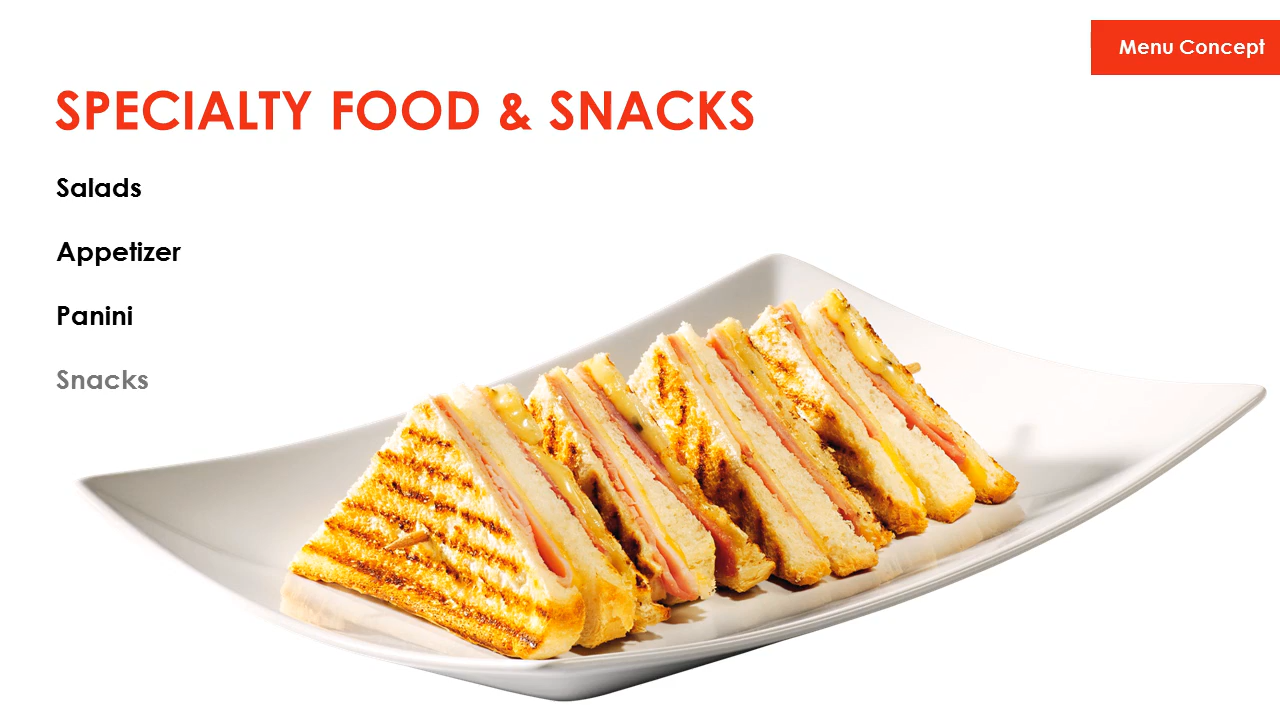 Menu Concept
SPECIALTY FOOD & SNACKS
Salads
Appetizer
Panini
Snacks